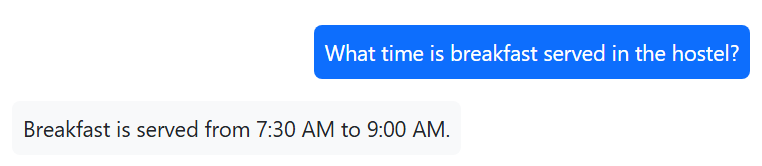 What time is breakfast served in the hostel?
Breakfast is served from 7:30 AM to 9:00 AM.